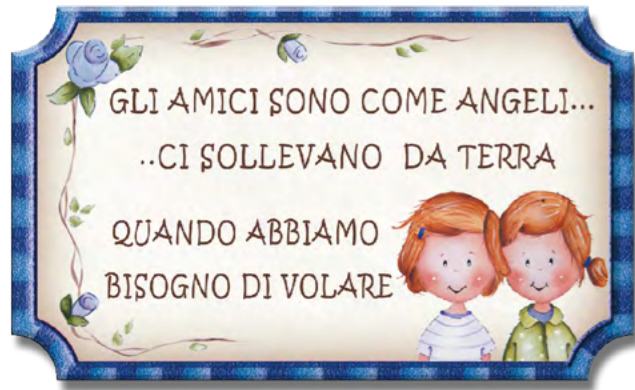 GLI AMICI SONO COME ANGELI...
..CI SOLLEVANO DA TERRA
QUANDO ABBIAMO
BISOGNO DI VOLARE